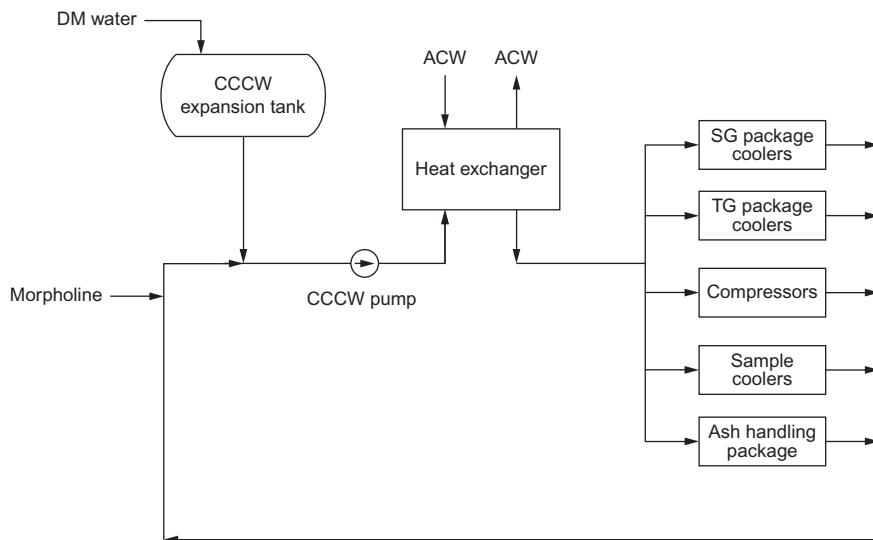 DM water
CCCW
expansion tank
ACW
ACW
Heat exchanger
SG package
coolers
TG package
coolers
Morpholine
CCCW pump
Compressors
Sample
coolers
Ash handling
package